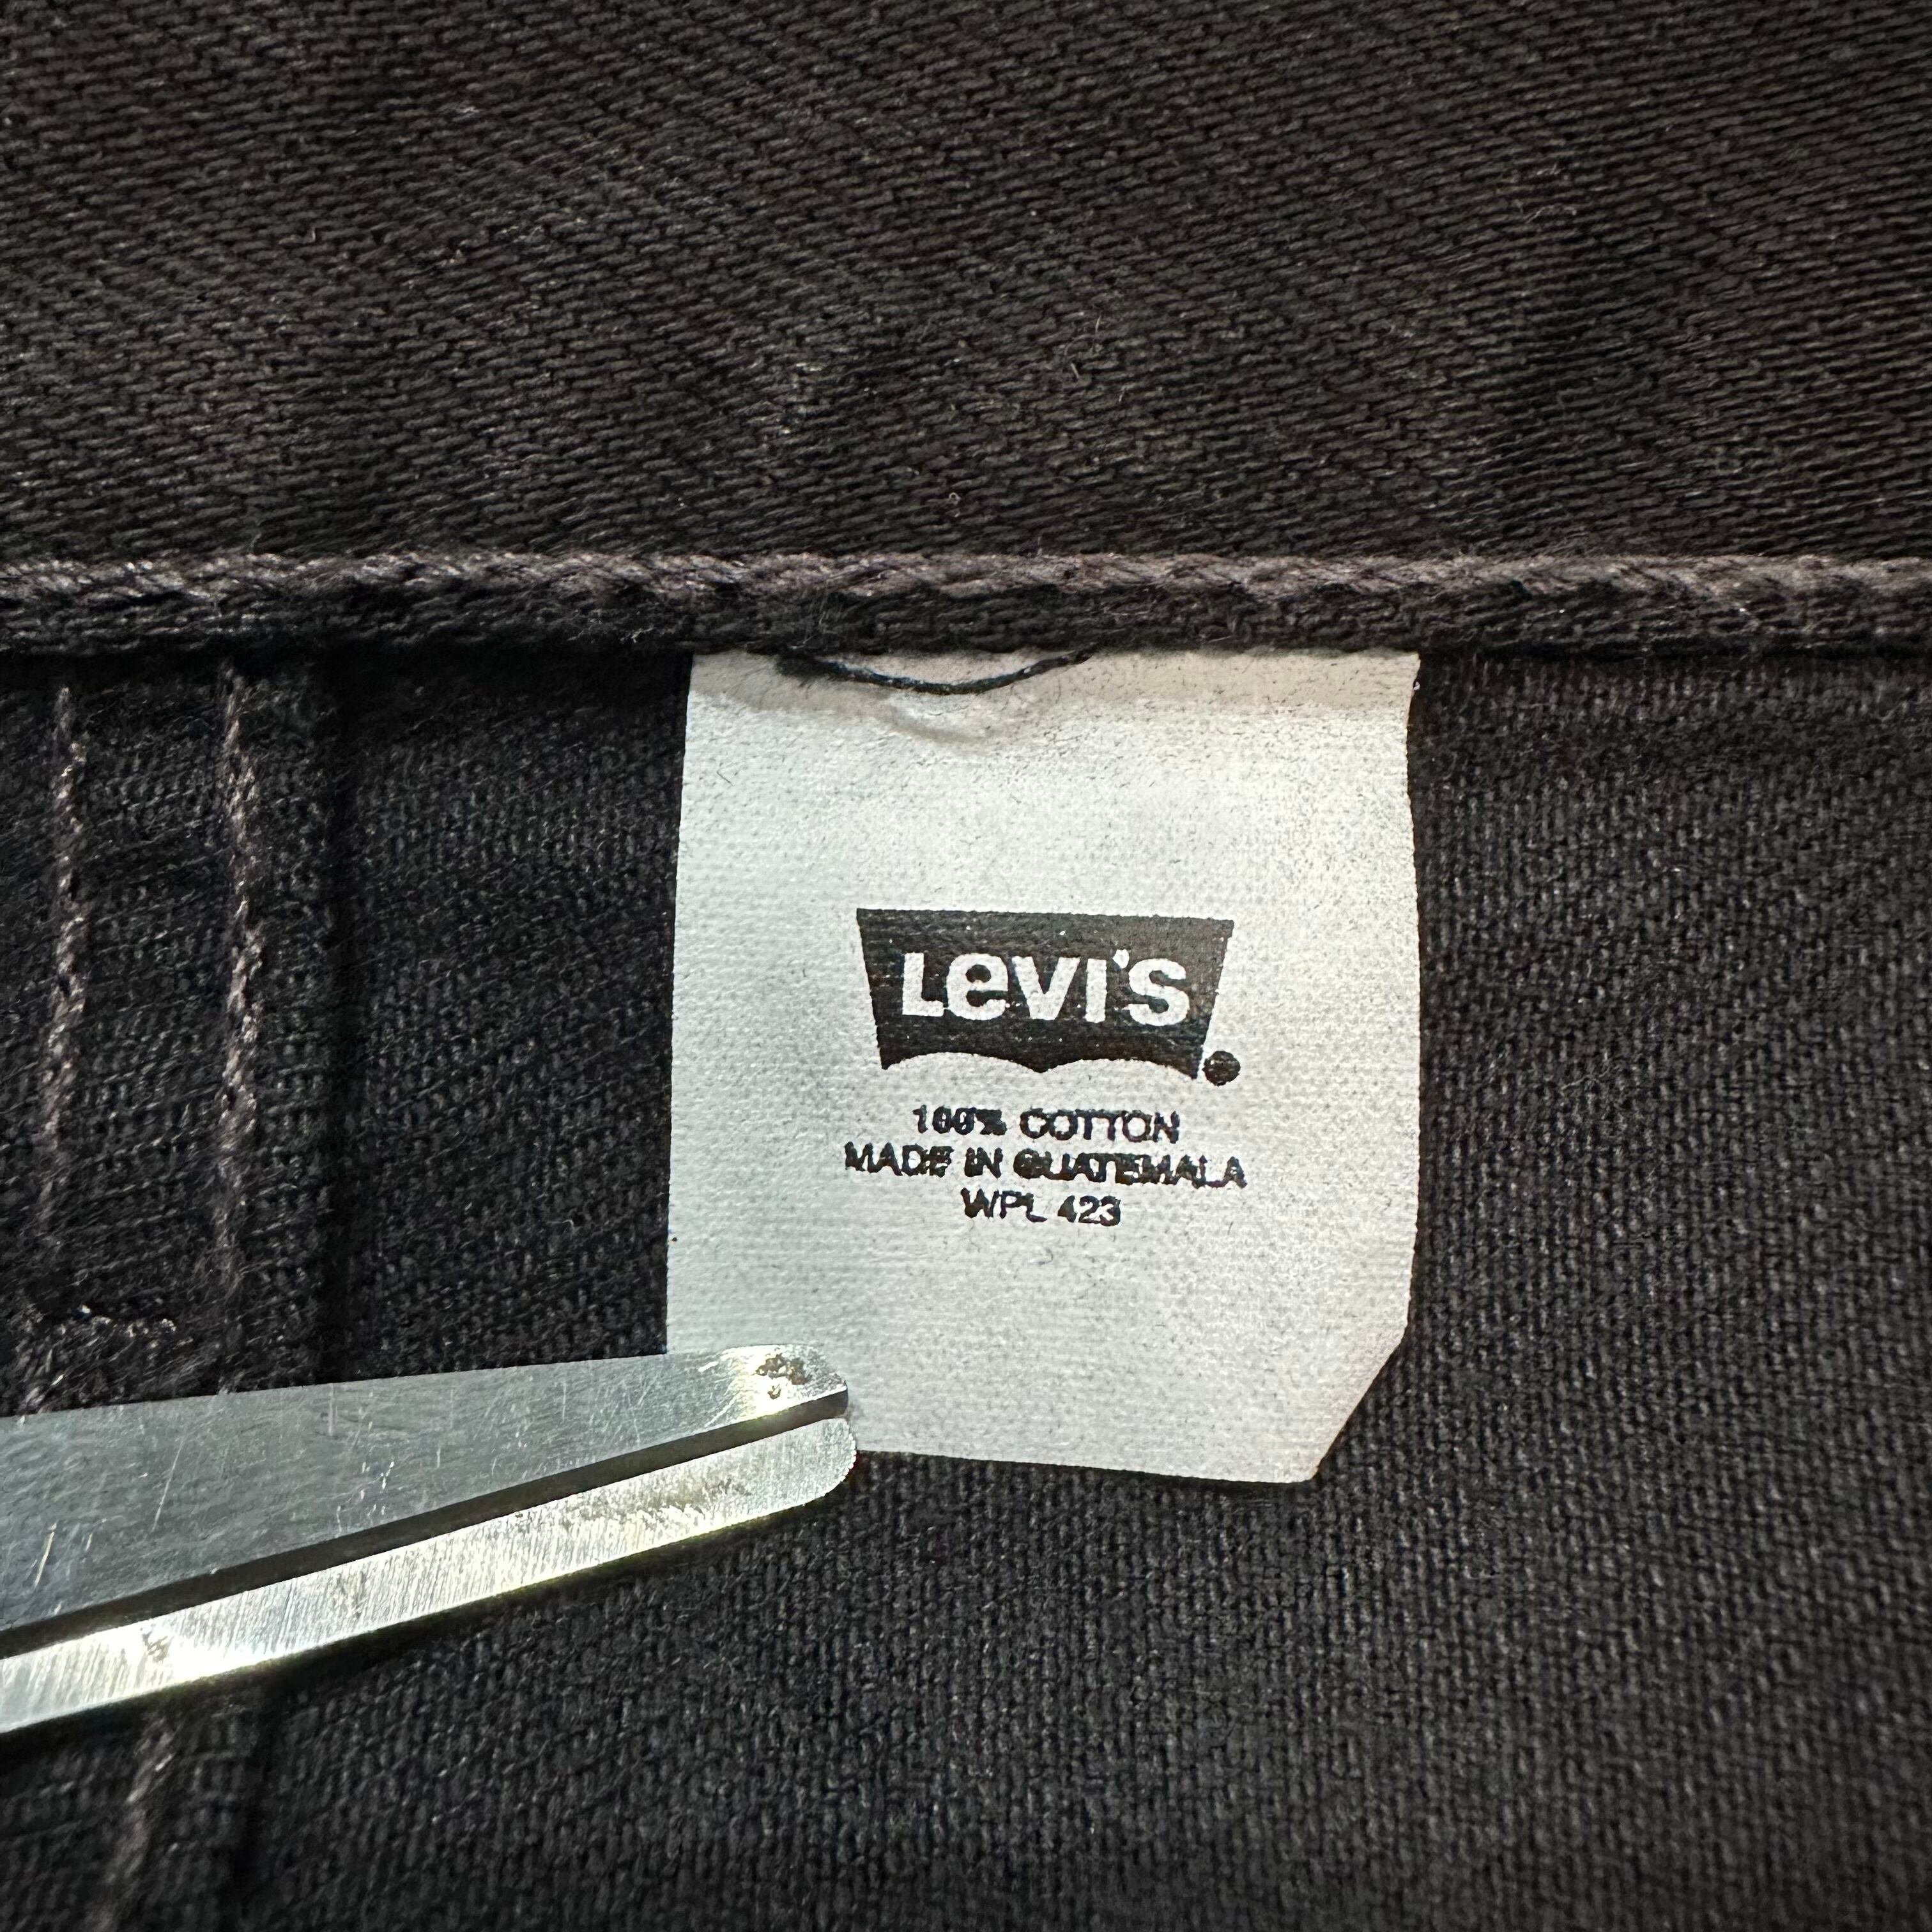 LEVI'S
100% COTTON
MADE IN GUATEMALA
WPL 423